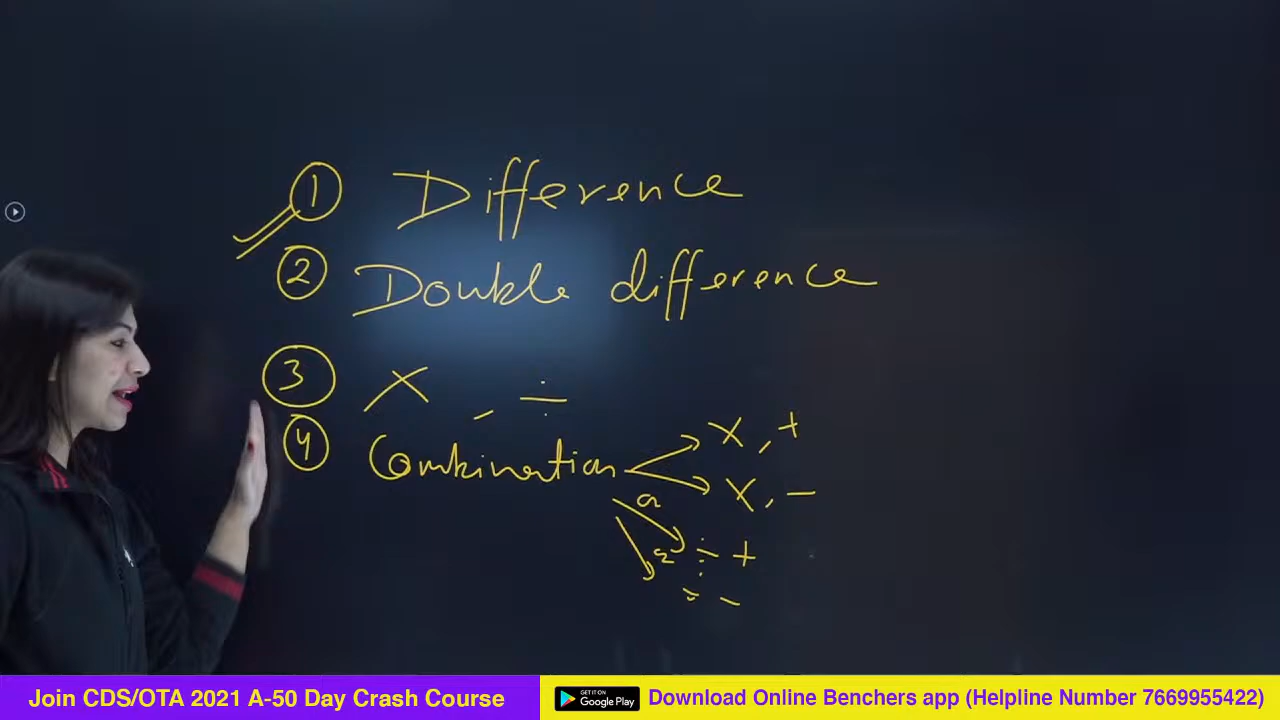 ① Difference
② Double difference
③ × , ÷
④ Combination × , +
× , −
÷ +
÷ −
Join CDS/OTA 2021 A-50 Day Crash Course
GET IT ON Google Play Download Online Benchers app (Helpline Number 7669955422)